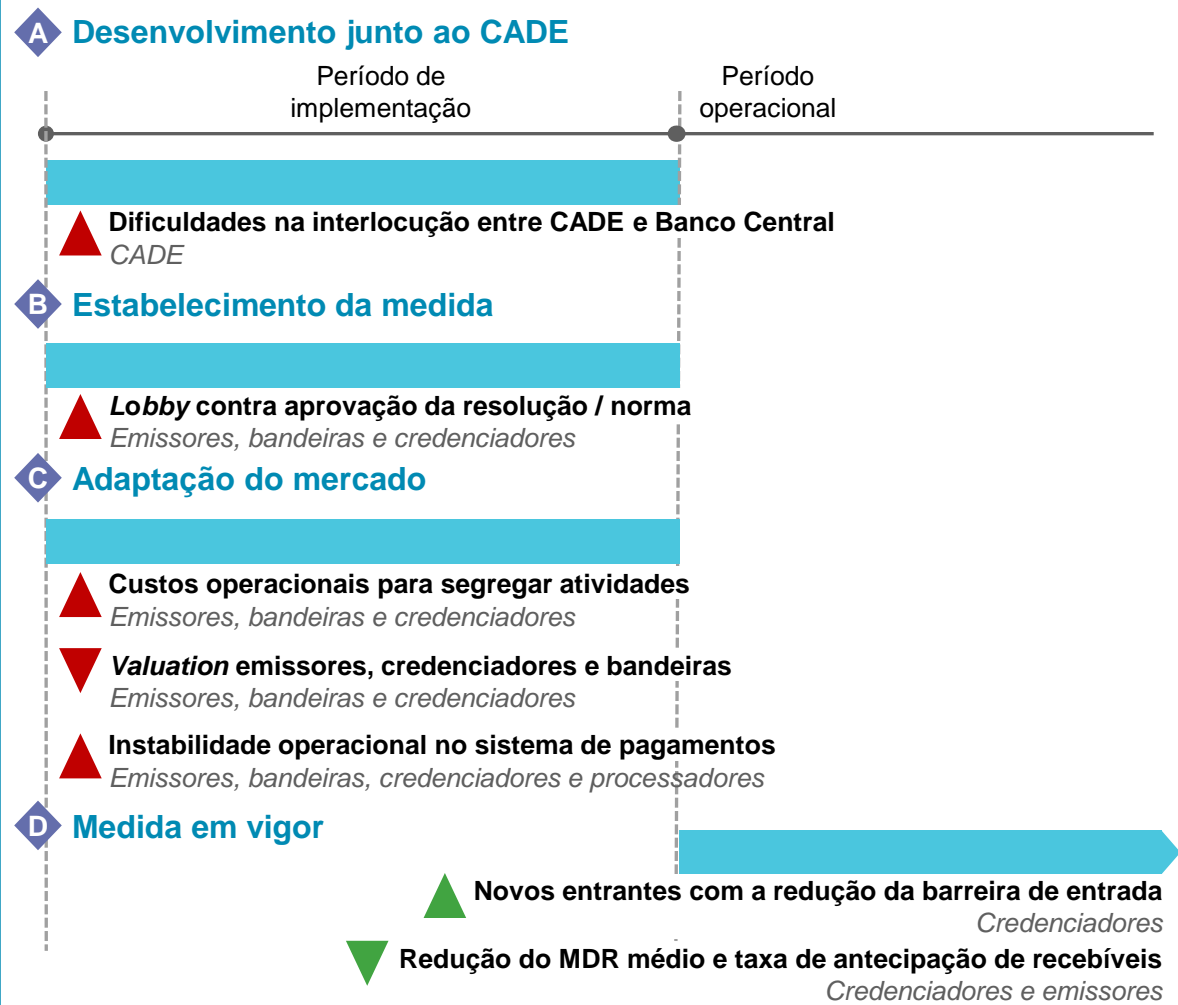 A Desenvolvimento junto ao CADE
Período de
implementação
Período
operacional
Dificuldades na interlocução entre CADE e Banco Central
CADE
B Estabelecimento da medida
Lobby contra aprovação da resolução / norma
Emissores, bandeiras e credenciadores
C Adaptação do mercado
Custos operacionais para segregar atividades
Emissores, bandeiras e credenciadores
Valuation emissores, credenciadores e bandeiras
Emissores, bandeiras e credenciadores
Instabilidade operacional no sistema de pagamentos
Emissores, bandeiras, credenciadores e processadores
D Medida em vigor
Novos entrantes com a redução da barreira de entrada
Credenciadores
Redução do MDR médio e taxa de antecipação de recebíveis
Credenciadores e emissores